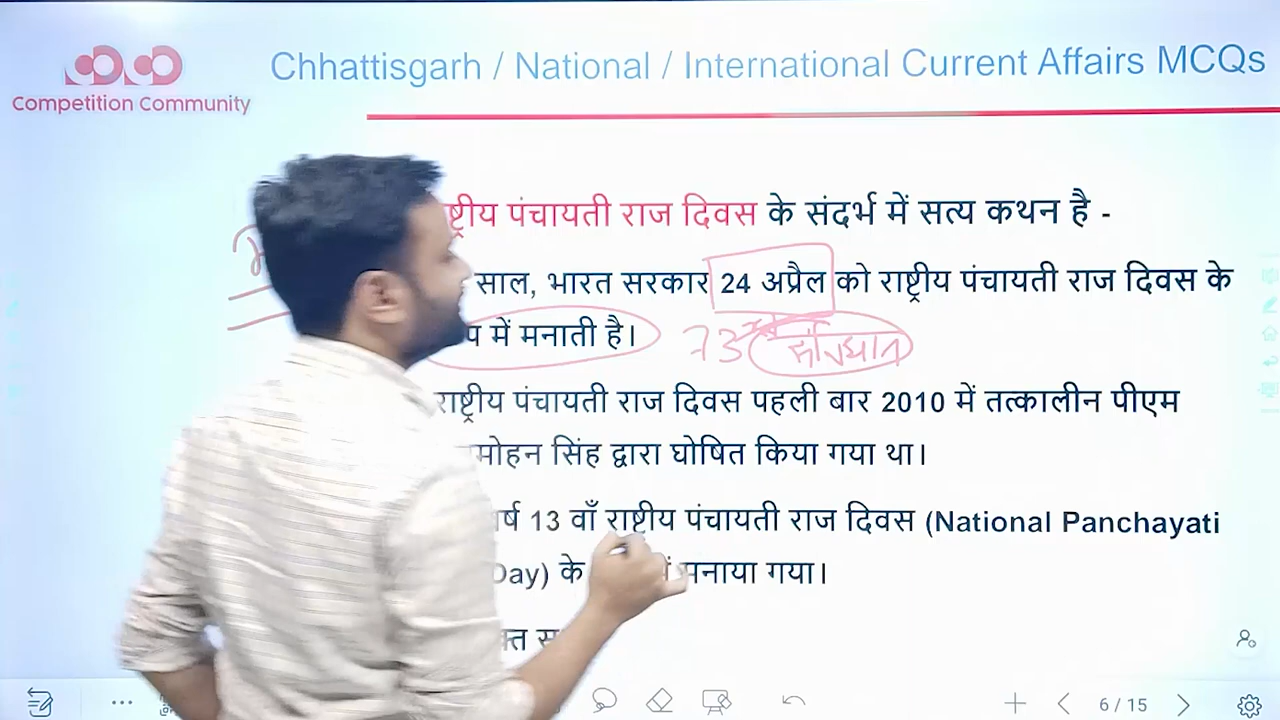 Chhattisgarh / National / International Current Affairs MCQs
Competition Community
पंचायती राज दिवस के संदर्भ में सत्य कथन है -
साल, भारत सरकार 24 अप्रैल को राष्ट्रीय पंचायती राज दिवस के
में मनाती है।
73 संविधान
राष्ट्रीय पंचायती राज दिवस पहली बार 2010 में तत्कालीन पीएम
मोहन सिंह द्वारा घोषित किया गया था।
13 वाँ राष्ट्रीय पंचायती राज दिवस (National Panchayati
Day) के मनाया गया।
6 / 15